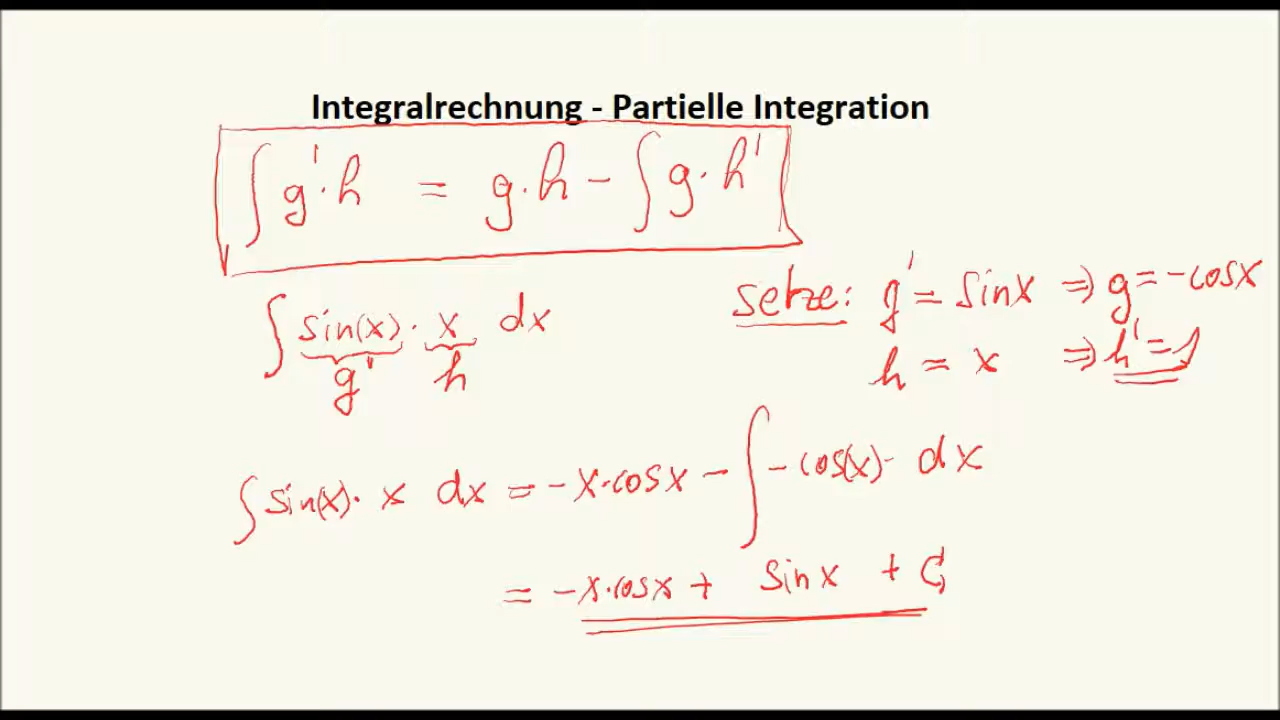 Integralrechnung - Partielle Integration
∫ g' · h = g · h - ∫ g · h'
∫ sin(x) · x dx
g' h
Setze: g' = sin x ⇒ g = -cos x
h = x ⇒ h' = 1
∫ sin(x) · x dx = -x · cos x - ∫ -cos(x) · dx
= -x · cos x + sin x + C